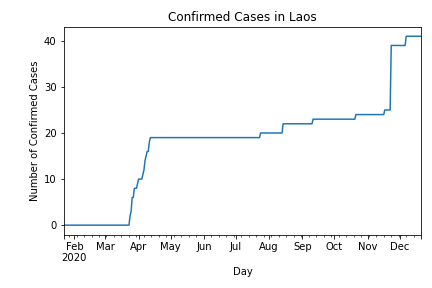 Confirmed Cases in Laos
40
30
20
10
0
Number of Confirmed Cases
Feb Mar Apr May Jun Jul Aug Sep Oct Nov Dec
2020
Day